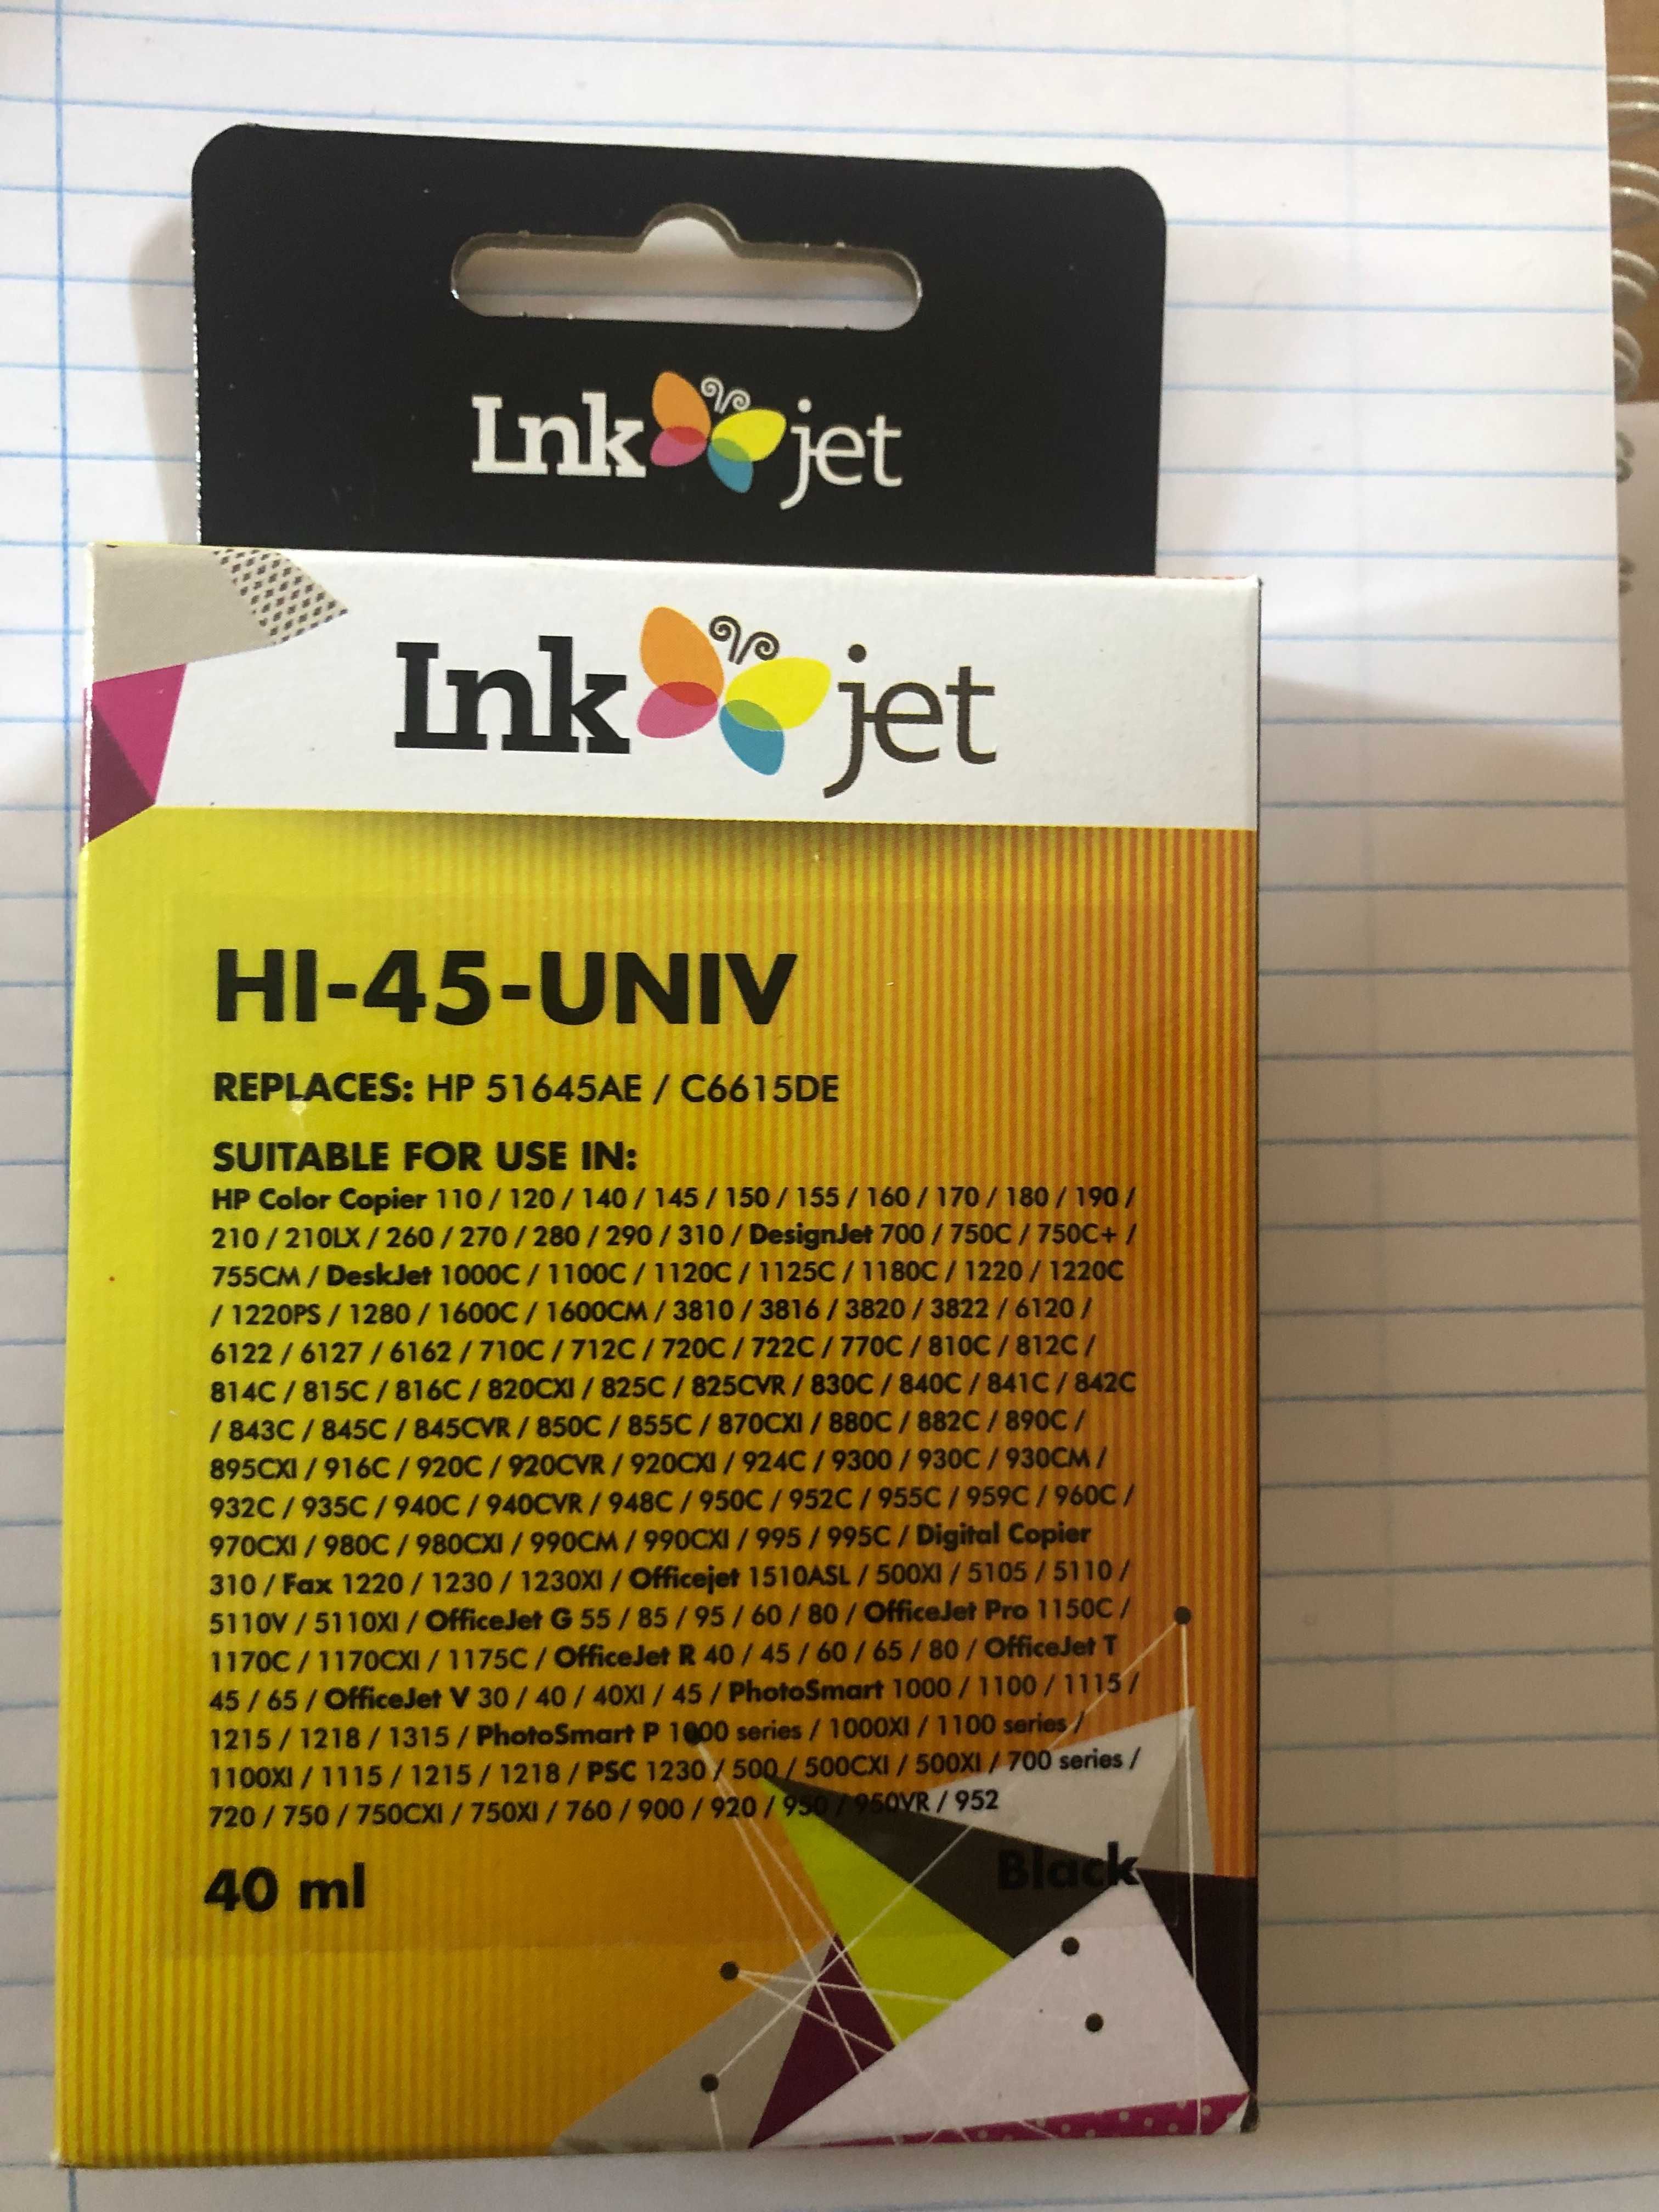 Ink jet
Ink jet
HI-45-UNIV
REPLACES: HP 51645AE / C6615DE
SUITABLE FOR USE IN:
HP Color Copier 110 / 120 / 140 / 145 / 150 / 155 / 160 / 170 / 180 / 190 /
210 / 210LX / 260 / 270 / 280 / 290 / 310 / DesignJet 700 / 750C / 750C+ /
755CM / DeskJet 1000C / 1100C / 1120C / 1125C / 1180C / 1220 / 1220C
/ 1220PS / 1280 / 1600C / 1600CM / 3810 / 3816 / 3820 / 3822 / 6120 /
6122 / 6127 / 6162 / 710C / 712C / 720C / 722C / 770C / 810C / 812C /
814C / 815C / 816C / 820CXI / 825C / 825CVR / 830C / 840C / 841C / 842C
/ 843C / 845C / 845CVR / 850C / 855C / 870CXI / 880C / 882C / 890C /
895CXI / 916C / 920C / 920CVR / 920CXI / 924C / 9300 / 930C / 930CM /
932C / 935C / 940C / 940CVR / 948C / 950C / 952C / 955C / 959C / 960C /
970CXI / 980C / 980CXI / 990CM / 990CXI / 995 / 995C / Digital Copier
310 / Fax 1220 / 1230 / 1230XI / Officejet 1510ASL / 500XI / 5105 / 5110 /
5110V / 5110XI / OfficeJet G 55 / 85 / 95 / 60 / 80 / OfficeJet Pro 1150C /
1170C / 1170CXI / 1175C / OfficeJet R 40 / 45 / 60 / 65 / 80 / OfficeJet T
45 / 65 / OfficeJet V 30 / 40 / 40XI / 45 / PhotoSmart 1000 / 1100 / 1115 /
1215 / 1218 / 1315 / PhotoSmart P 1000 series / 1000XI / 1100 series /
1100XI / 1115 / 1215 / 1218 / PSC 1230 / 500 / 500CXI / 500XI / 700 series /
720 / 750 / 750CXI / 750XI / 760 / 900 / 920 / 950 / 950VR / 952
40 ml
Black